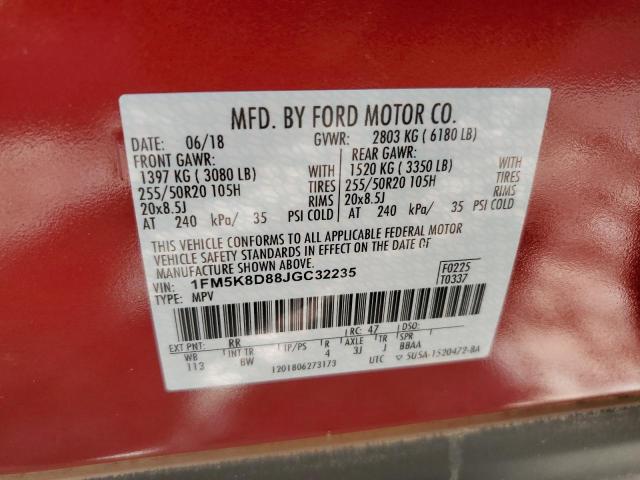 MFD. BY FORD MOTOR CO.
DATE: 06/18 GVWR: 2803 KG ( 6180 LB)
FRONT GAWR: REAR GAWR:
1397 KG ( 3080 LB) WITH 1520 KG ( 3350 LB) WITH
255/50R20 105H TIRES 255/50R20 105H TIRES
20x8.5J RIMS 20x8.5J RIMS
AT 240 kPa/ 35 PSI COLD AT 240 kPa/ 35 PSI COLD
THIS VEHICLE CONFORMS TO ALL APPLICABLE FEDERAL MOTOR
VEHICLE SAFETY STANDARDS IN EFFECT ON THE DATE OF
MANUFACTURE SHOWN ABOVE.
VIN: 1FM5K8D88JGC32235 F0225
TYPE: MPV T0337
EXT PNT: RR RC: 47 DSO:
WB INT TR TP/PS R AXLE TR SPR
113 BW 4 3J J BBAA
1201806273173 UTC 5U5A-1520472-BA